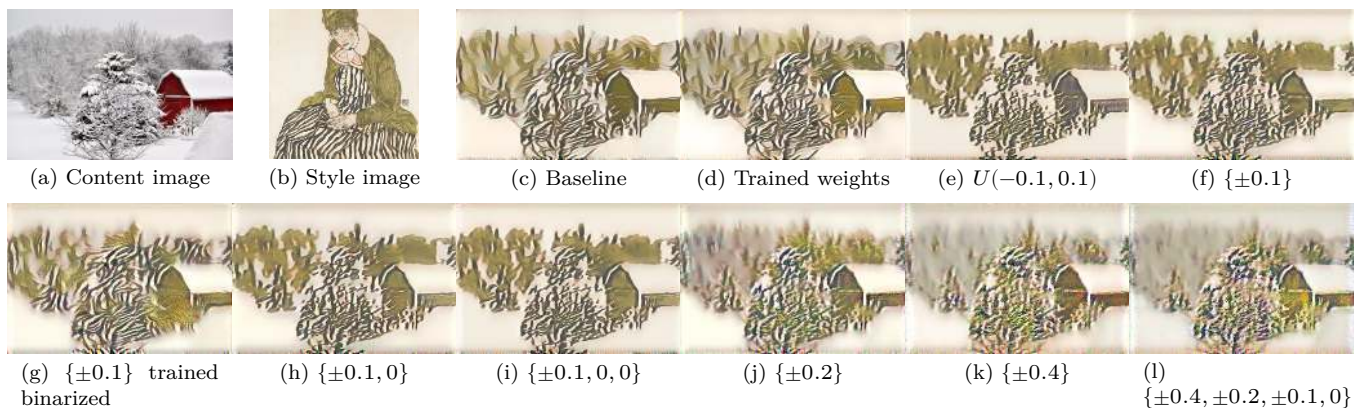 (a) Content image
(b) Style image
(c) Baseline
(d) Trained weights
(e) U(−0.1, 0.1)
(f) {±0.1}
(g) {±0.1} trained
binarized
(h) {±0.1, 0}
(i) {±0.1, 0, 0}
(j) {±0.2}
(k) {±0.4}
(l)
{±0.4, ±0.2, ±0.1, 0}